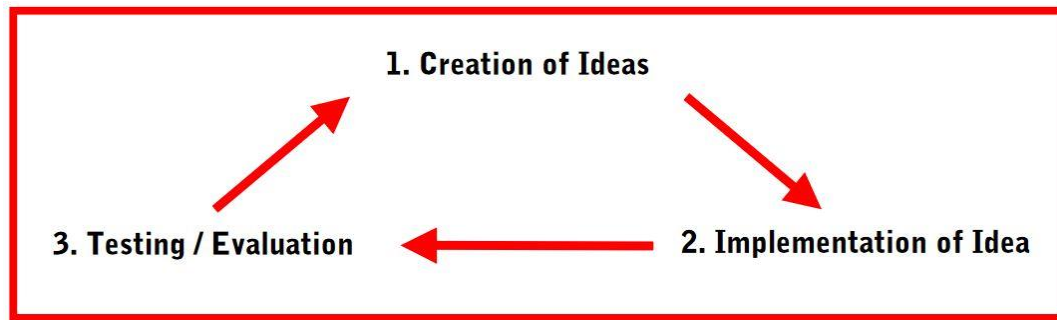 1. Creation of Ideas
2. Implementation of Idea
3. Testing / Evaluation